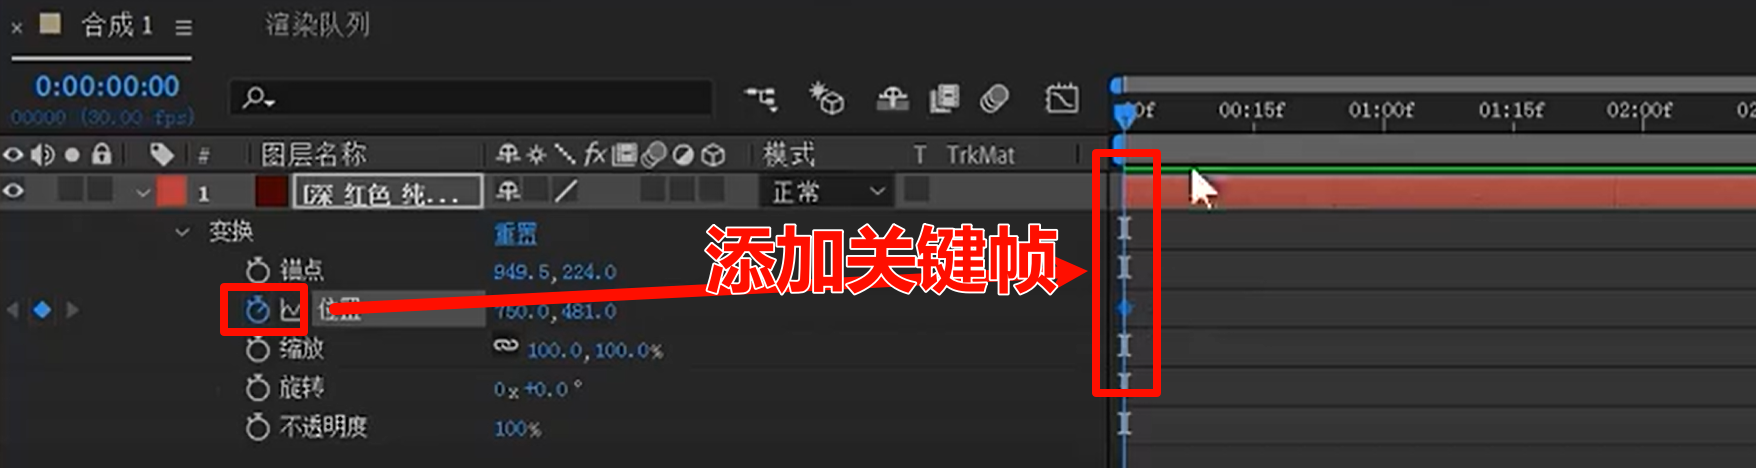 合成 1 渲染队列
0:00:00:00
00000 (30.00 fps)
00f 00:15f 01:00f 01:15f 02:00f 02
# 图层名称 fx 模式 T TrkMat
1 [深 红色 纯... 正常
变换 重置
添加关键帧
锚点 949.5,224.0
位置 750.0,481.0
缩放 100.0,100.0%
旋转 0x+0.0°
不透明度 100%